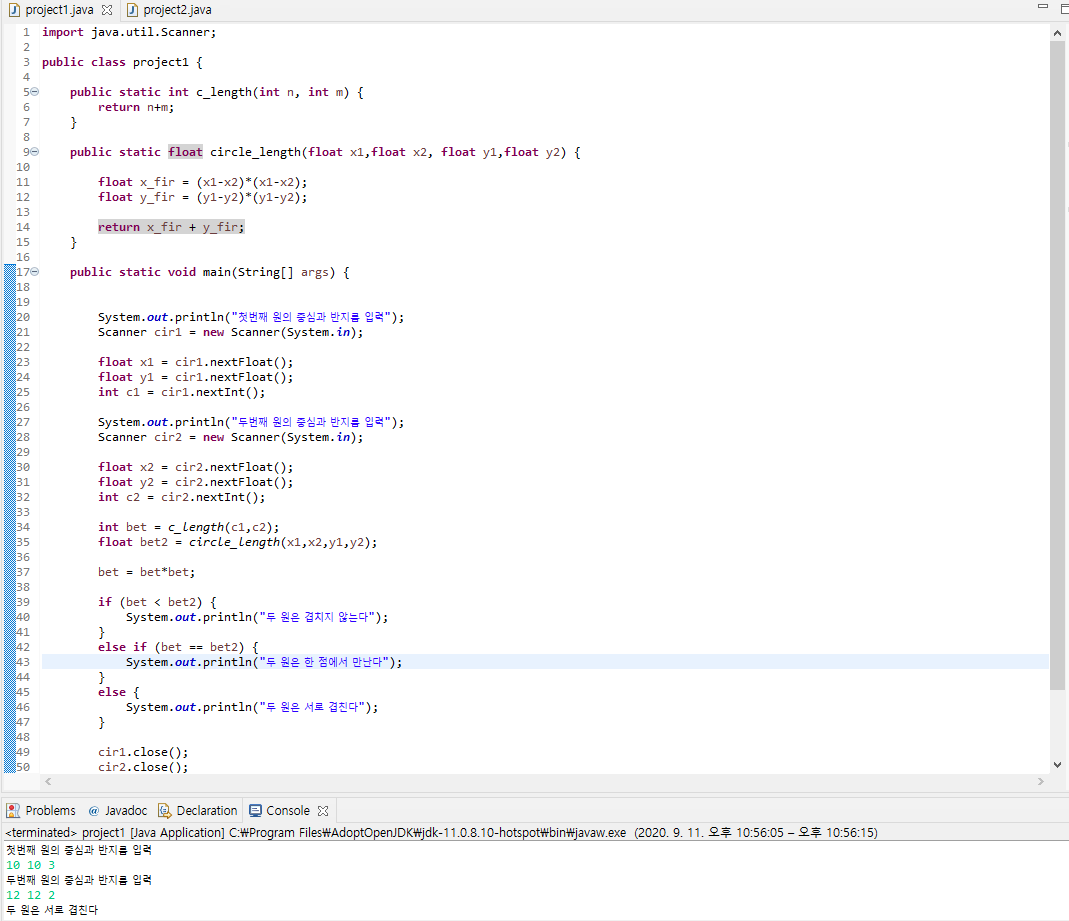 project1.java project2.java
1 import java.util.Scanner;
2
3 public class project1 {
4
5 public static int c_length(int n, int m) {
6 return n+m;
7 }
8
9 public static float circle_length(float x1,float x2, float y1,float y2) {
10
11 float x_fir = (x1-x2)*(x1-x2);
12 float y_fir = (y1-y2)*(y1-y2);
13
14 return x_fir + y_fir;
15 }
16
17 public static void main(String[] args) {
18
19
20 System.out.println("첫번째 원의 중심과 반지름 입력");
21 Scanner cir1 = new Scanner(System.in);
22
23 float x1 = cir1.nextFloat();
24 float y1 = cir1.nextFloat();
25 int c1 = cir1.nextInt();
26
27 System.out.println("두번째 원의 중심과 반지름 입력");
28 Scanner cir2 = new Scanner(System.in);
29
30 float x2 = cir2.nextFloat();
31 float y2 = cir2.nextFloat();
32 int c2 = cir2.nextInt();
33
34 int bet = c_length(c1,c2);
35 float bet2 = circle_length(x1,x2,y1,y2);
36
37 bet = bet*bet;
38
39 if (bet < bet2) {
40 System.out.println("두 원은 겹치지 않는다");
41 }
42 else if (bet == bet2) {
43 System.out.println("두 원은 한 점에서 만난다");
44 }
45 else {
46 System.out.println("두 원은 서로 겹친다");
47 }
48
49 cir1.close();
50 cir2.close();
Problems @ Javadoc Declaration Console
<terminated> project1 [Java Application] C:₩Program Files₩AdoptOpenJDK₩jdk-11.0.8.10-hotspot₩bin₩javaw.exe (2020. 9. 11. 오후 10:56:05 – 오후 10:56:15)
첫번째 원의 중심과 반지름 입력
10 10 3
두번째 원의 중심과 반지름 입력
12 12 2
두 원은 서로 겹친다